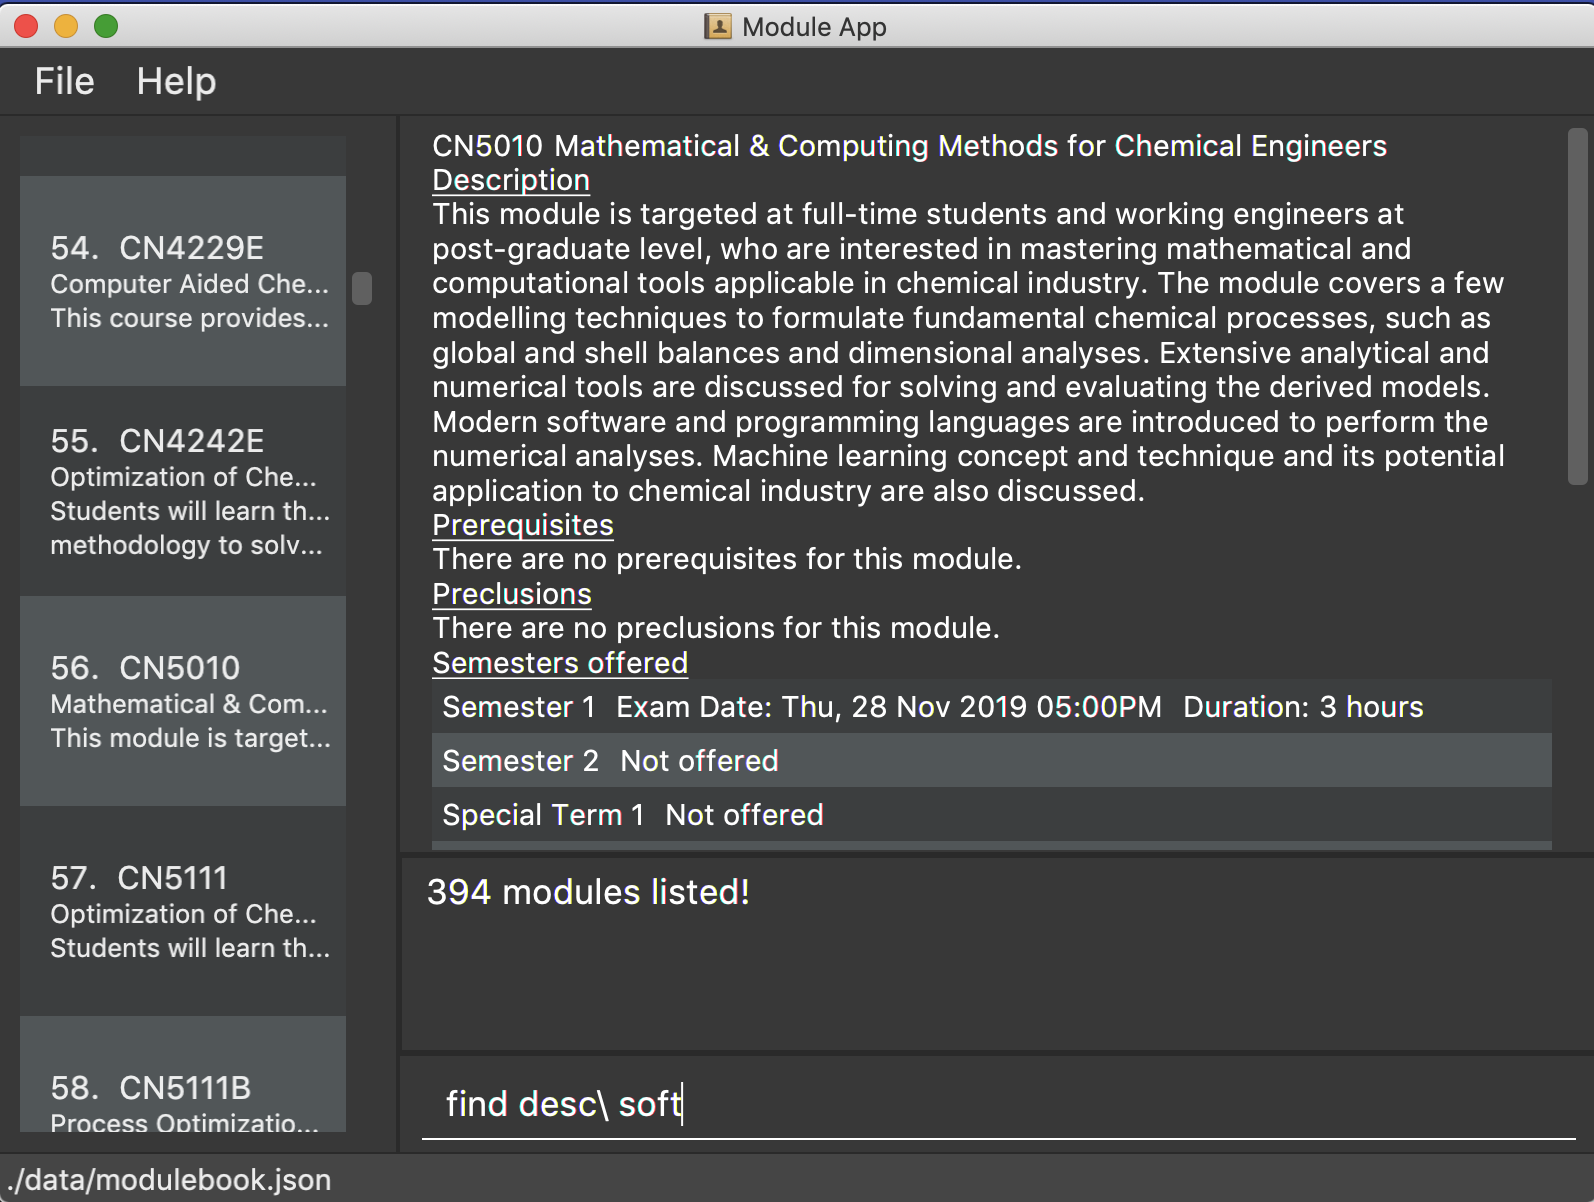 Module App
File Help
54. CN4229E
Computer Aided Che...
This course provides...
55. CN4242E
Optimization of Che...
Students will learn th...
methodology to solv...
56. CN5010
Mathematical & Com...
This module is target...
57. CN5111
Optimization of Che...
Students will learn th...
58. CN5111B
Process Optimizatio...
CN5010 Mathematical & Computing Methods for Chemical Engineers
Description
This module is targeted at full-time students and working engineers at
post-graduate level, who are interested in mastering mathematical and
computational tools applicable in chemical industry. The module covers a few
modelling techniques to formulate fundamental chemical processes, such as
global and shell balances and dimensional analyses. Extensive analytical and
numerical tools are discussed for solving and evaluating the derived models.
Modern software and programming languages are introduced to perform the
numerical analyses. Machine learning concept and technique and its potential
application to chemical industry are also discussed.
Prerequisites
There are no prerequisites for this module.
Preclusions
There are no preclusions for this module.
Semesters offered
Semester 1 Exam Date: Thu, 28 Nov 2019 05:00PM Duration: 3 hours
Semester 2 Not offered
Special Term 1 Not offered
394 modules listed!
find desc\ soft
./data/modulebook.json